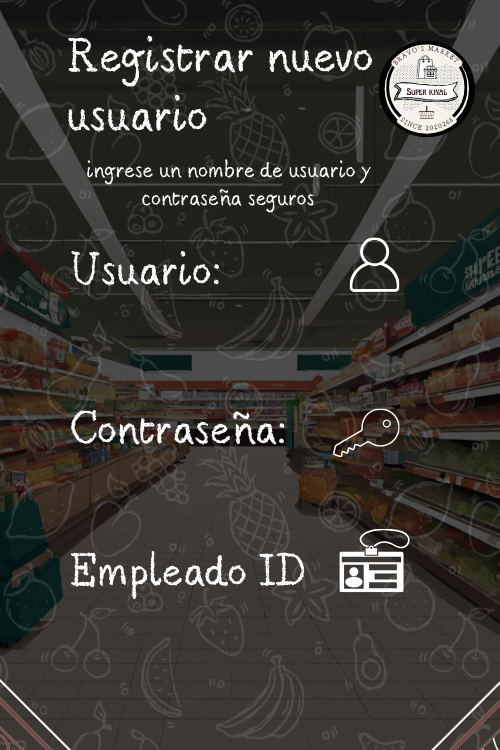 Registrar nuevo
usuario
BRAVO'S MARKET
SUPER KINAL
SINCE 2020266
ingrese un nombre de usuario y
contraseña seguros
Usuario:
Contraseña:
Empleado ID